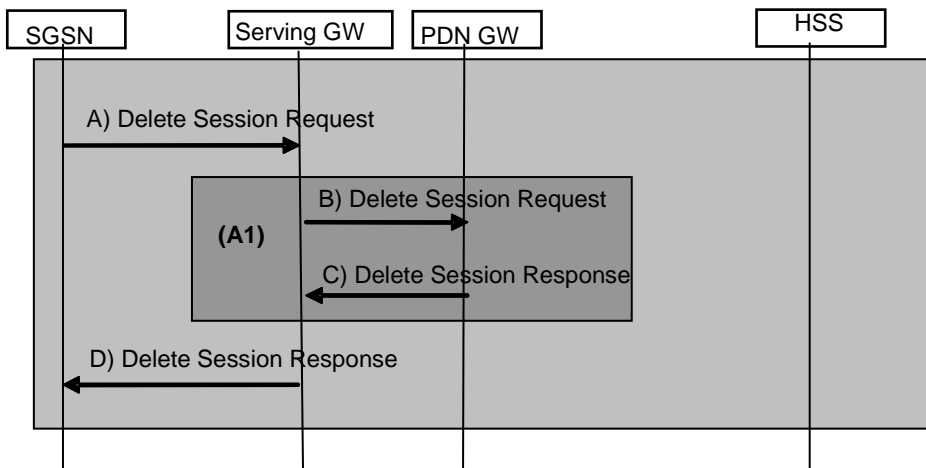 SGSN
Serving GW
PDN GW
HSS
A) Delete Session Request
B) Delete Session Request
(A1)
C) Delete Session Response
D) Delete Session Response